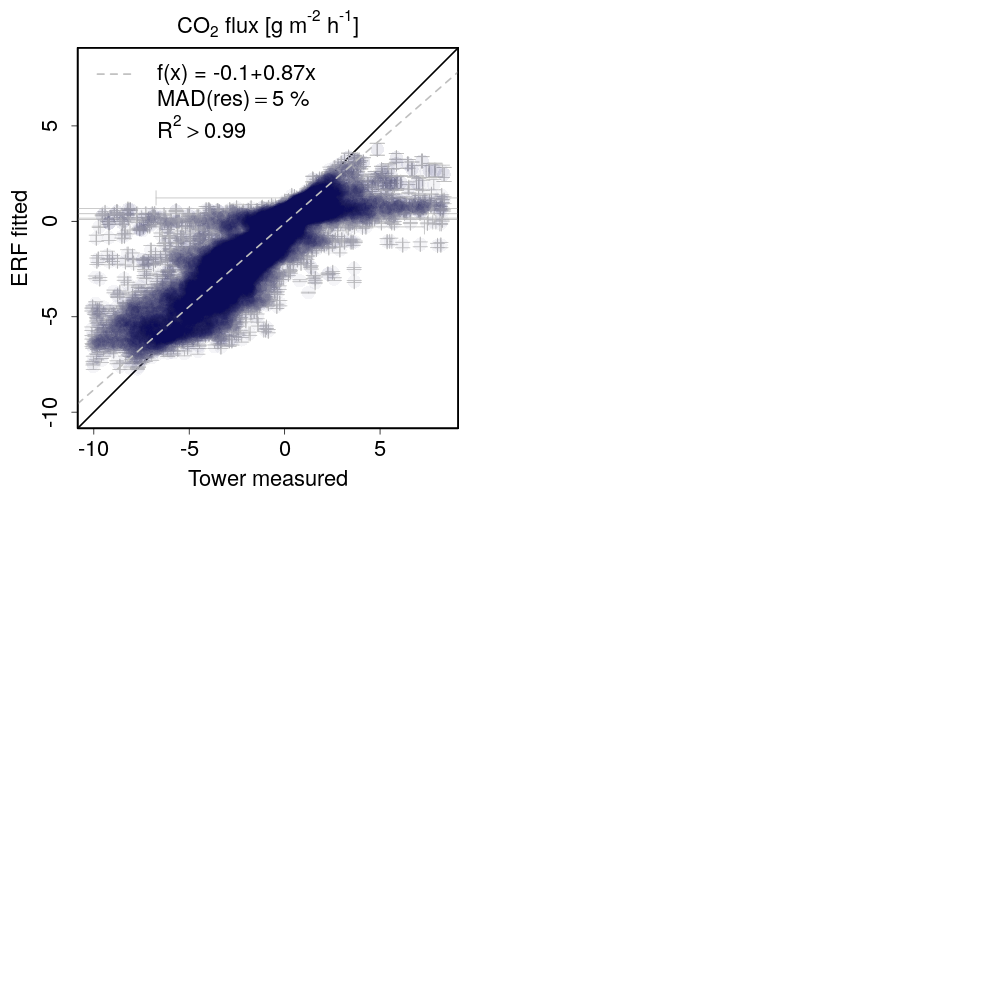 CO₂ flux [g m⁻² h⁻¹]
f(x) = -0.1+0.87x
MAD(res) = 5 %
R² > 0.99
ERF fitted
5
0
-5
-10
-10 -5 0 5
Tower measured